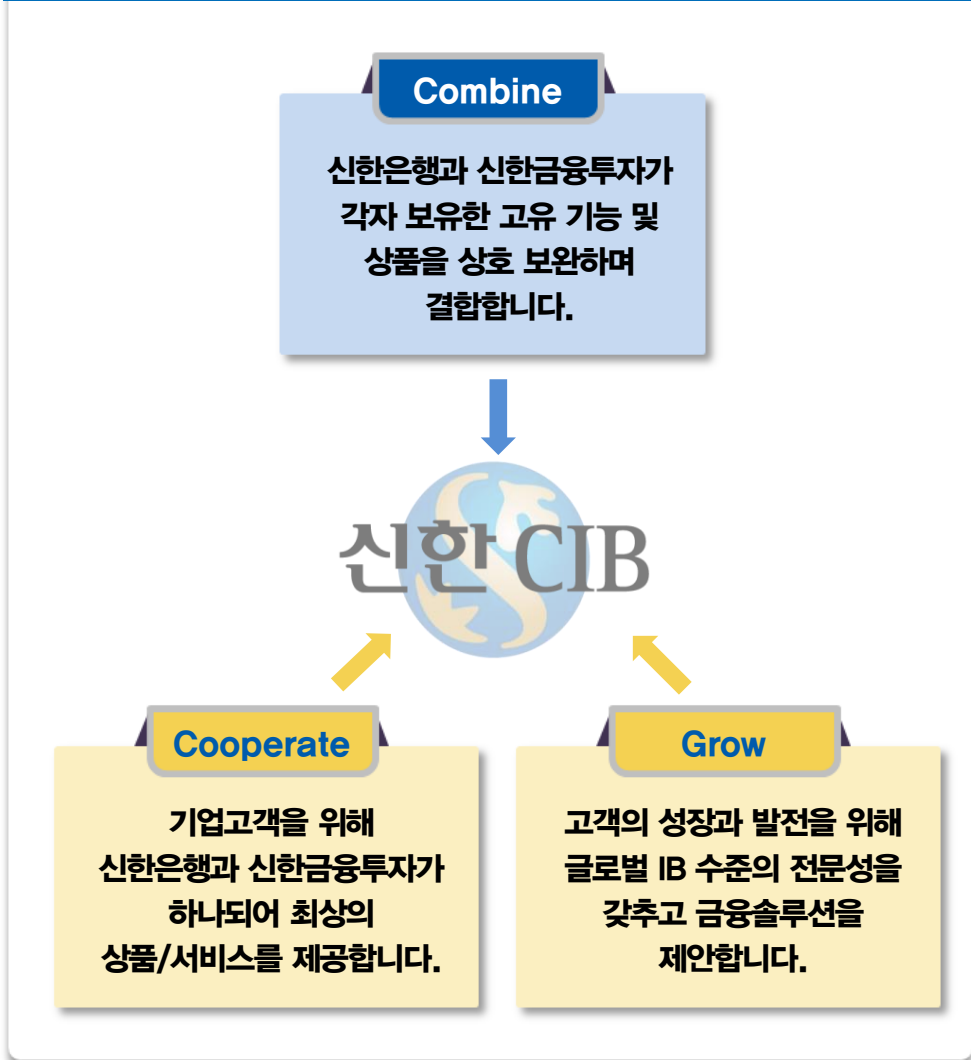 Combine
신한은행과 신한금융투자가
각자 보유한 고유 기능 및
상품을 상호 보완하며
결합합니다.
신한 CIB
Cooperate
기업고객을 위해
신한은행과 신한금융투자가
하나되어 최상의
상품/서비스를 제공합니다.
Grow
고객의 성장과 발전을 위해
글로벌 IB 수준의 전문성을
갖추고 금융솔루션을
제안합니다.